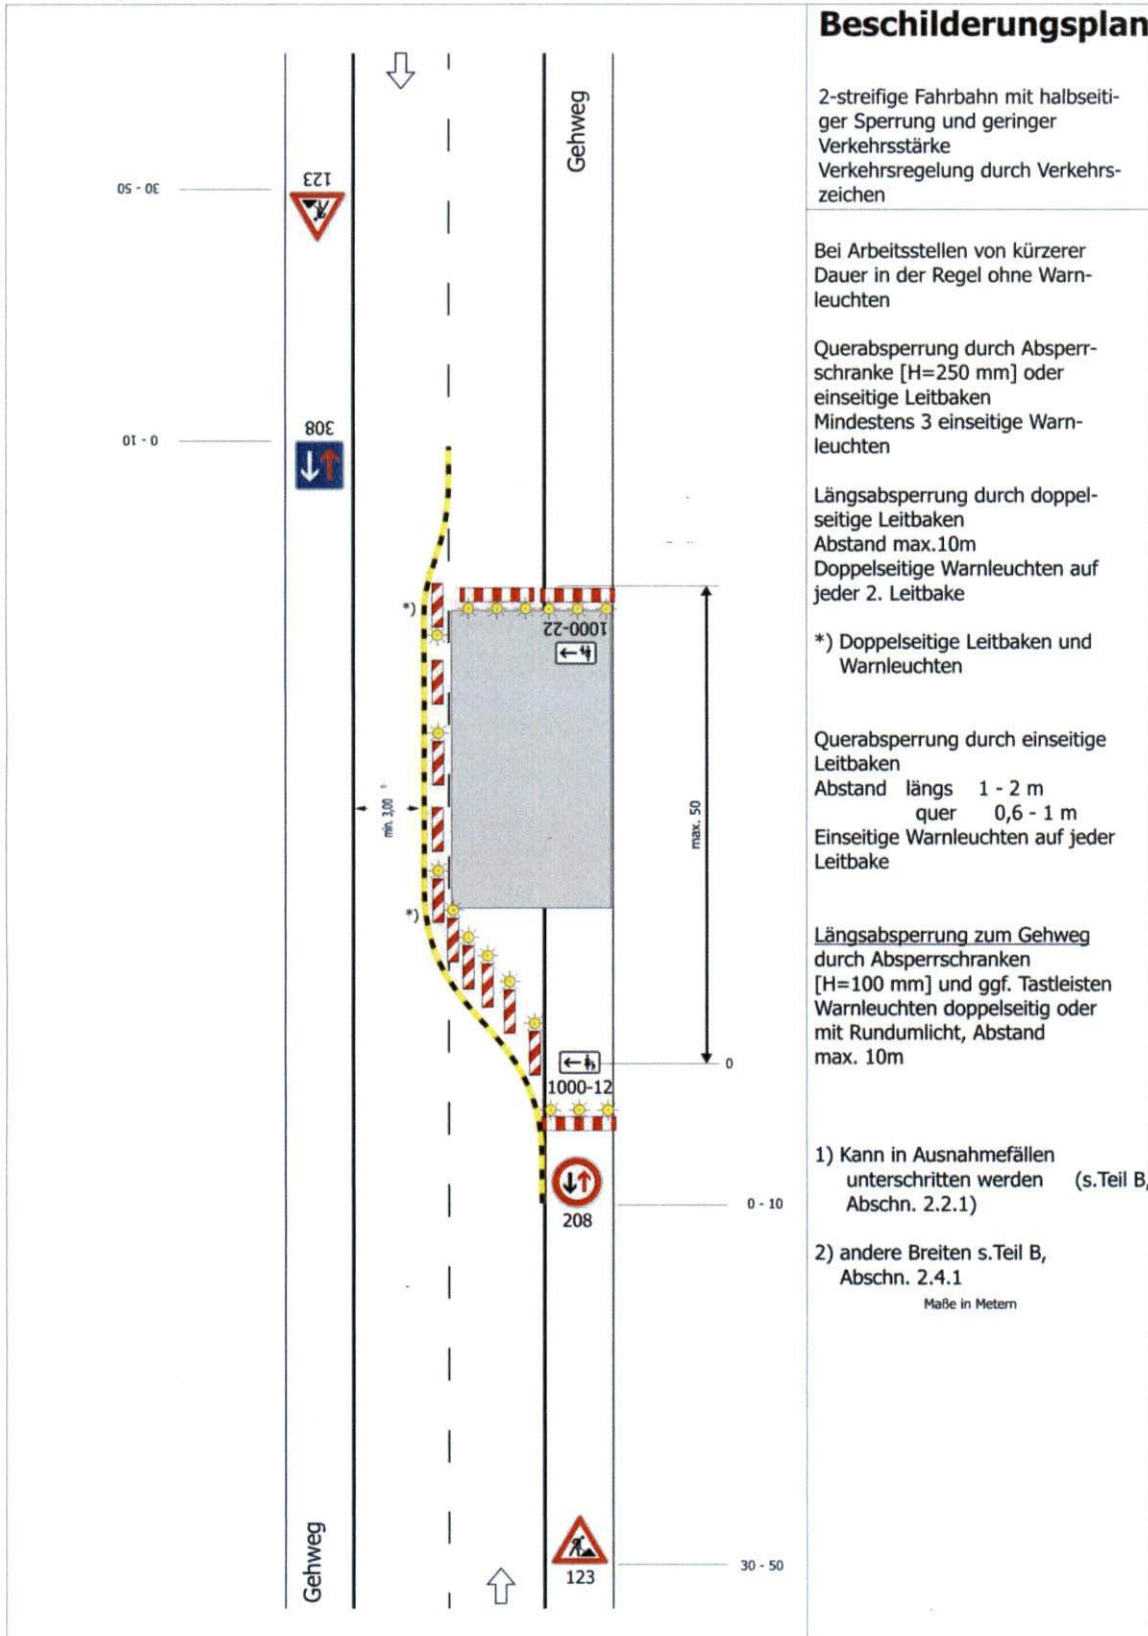 Beschilderungsplan
2-streifige Fahrbahn mit halbseiti-
ger Sperrung und geringer
Verkehrsstärke
Verkehrsregelung durch Verkehrs-
zeichen
Bei Arbeitsstellen von kürzerer
Dauer in der Regel ohne Warn-
leuchten
Querabsperrung durch Absperr-
schranke [H=250 mm] oder
einseitige Leitbaken
Mindestens 3 einseitige Warn-
leuchten
Längsabsperrung durch doppel-
seitige Leitbaken
Abstand max.10m
Doppelseitige Warnleuchten auf
jeder 2. Leitbake
*) Doppelseitige Leitbaken und
Warnleuchten
Querabsperrung durch einseitige
Leitbaken
Abstand längs 1 - 2 m
quer 0,6 - 1 m
Einseitige Warnleuchten auf jeder
Leitbake
Längsabsperrung zum Gehweg
durch Absperrschranken
[H=100 mm] und ggf. Tastleisten
Warnleuchten doppelseitig oder
mit Rundumlicht, Abstand
max. 10m
1) Kann in Ausnahmefällen
unterschritten werden (s.Teil B,
Abschn. 2.2.1)
2) andere Breiten s.Teil B,
Abschn. 2.4.1
Maße in Metern
Gehweg
30 - 50
123
0 - 10
308
*)
1000-22
min. 3,00
max. 50
*)
0
1000-12
0 - 10
208
Gehweg
123
30 - 50